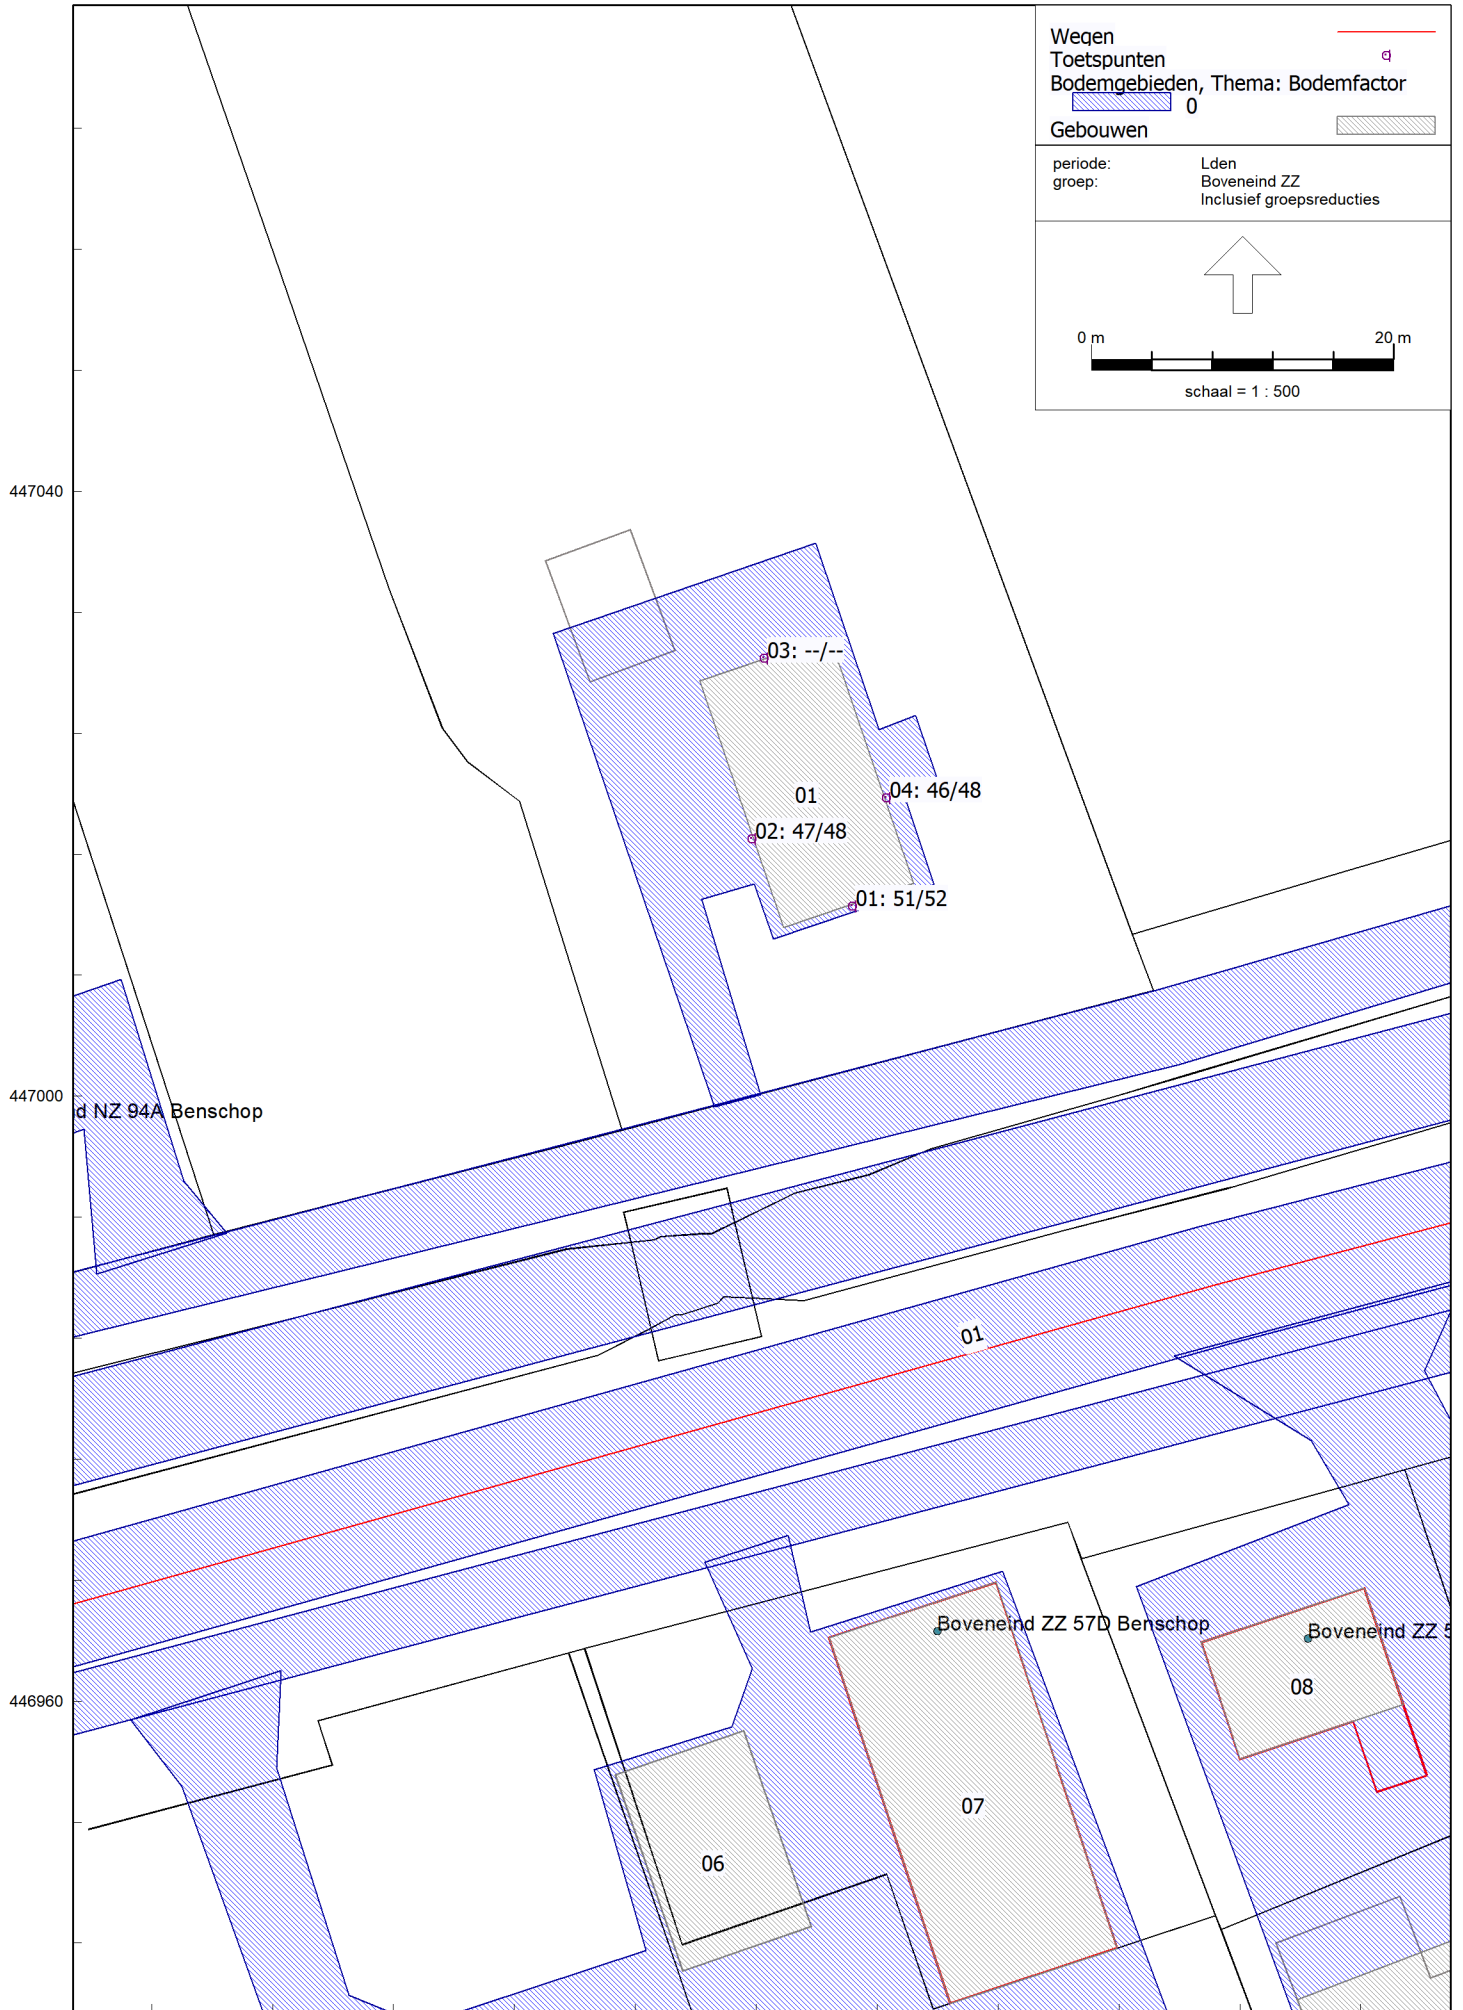 Wegen
Toetspunten
Bodemgebieden, Thema: Bodemfactor
0
Gebouwen
periode: Lden
groep: Boveneind ZZ
Inclusief groepsreducties
0 m 20 m
schaal = 1 : 500
447040
03: --/--
04: 46/48
01
02: 47/48
01: 51/52
447000
d NZ 94A Benschop
01
Boveneind ZZ 57D Benschop
Boveneind ZZ 5
446960
08
07
06